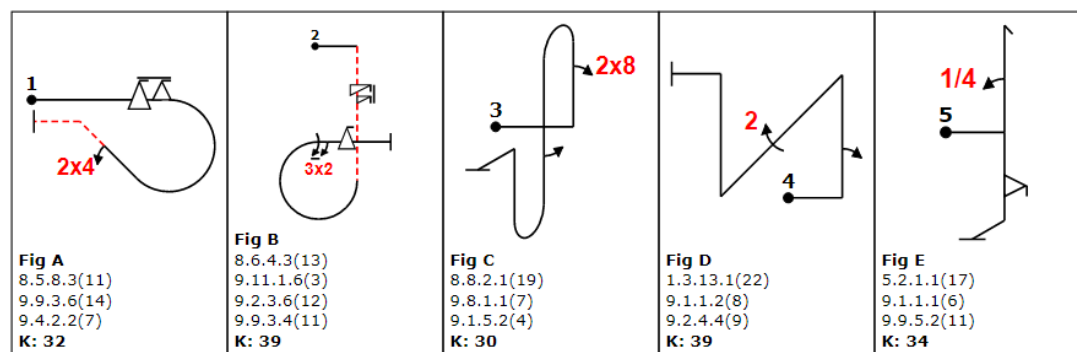 1
2x4
Fig A
8.5.8.3(11)
9.9.3.6(14)
9.4.2.2(7)
K: 32
2
3x2
Fig B
8.6.4.3(13)
9.11.1.6(3)
9.2.3.6(12)
9.9.3.4(11)
K: 39
2x8
3
Fig C
8.8.2.1(19)
9.8.1.1(7)
9.1.5.2(4)
K: 30
2
4
Fig D
1.3.13.1(22)
9.1.1.2(8)
9.2.4.4(9)
K: 39
1/4
5
Fig E
5.2.1.1(17)
9.1.1.1(6)
9.9.5.2(11)
K: 34